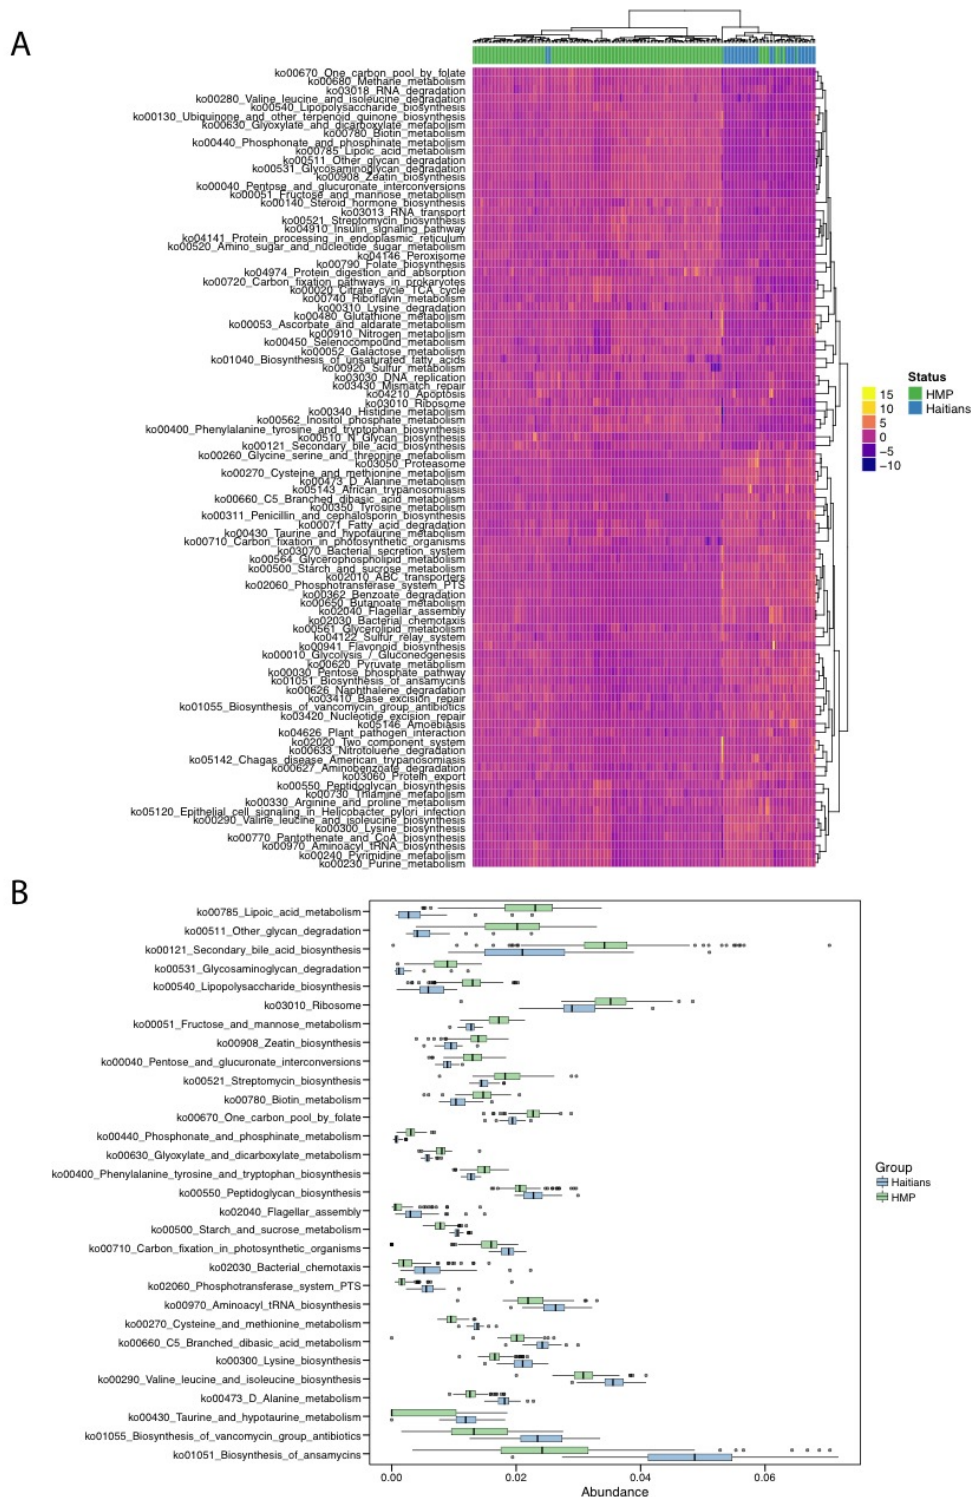 A
ko00670_One_carbon_pool_by_folate
ko00680_Methane_metabolism
ko03018_RNA_degradation
ko00280_Valine_leucine_and_isoleucine_degradation
ko00540_Lipopolysaccharide_biosynthesis
ko00130_Ubiquinone_and_other_terpenoid_quinone_biosynthesis
ko00630_Glyoxylate_and_dicarboxylate_metabolism
ko00780_Biotin_metabolism
ko00440_Phosphonate_and_phosphinate_metabolism
ko00785_Lipoic_acid_metabolism
ko00511_Other_glycan_degradation
ko00531_Glycosaminoglycan_degradation
ko00908_Zeatin_biosynthesis
ko00040_Pentose_and_glucuronate_interconversions
ko00051_Fructose_and_mannose_metabolism
ko00140_Steroid_hormone_biosynthesis
ko03013_RNA_transport
ko00521_Streptomycin_biosynthesis
ko04910_Insulin_signaling_pathway
ko04141_Protein_processing_in_endoplasmic_reticulum
ko00520_Amino_sugar_and_nucleotide_sugar_metabolism
ko04146_Peroxisome
ko00790_Folate_biosynthesis
ko04974_Protein_digestion_and_absorption
ko00720_Carbon_fixation_pathways_in_prokaryotes
ko00020_Citrate_cycle_TCA_cycle
ko00740_Riboflavin_metabolism
ko00310_Lysine_degradation
ko00480_Glutathione_metabolism
ko00053_Ascorbate_and_aldarate_metabolism
ko00910_Nitrogen_metabolism
ko00450_Selenocompound_metabolism
ko00052_Galactose_metabolism
ko01040_Biosynthesis_of_unsaturated_fatty_acids
ko00920_Sulfur_metabolism
ko03030_DNA_replication
ko03430_Mismatch_repair
ko04210_Apoptosis
ko03010_Ribosome
ko00340_Histidine_metabolism
ko00562_Inositol_phosphate_metabolism
ko00400_Phenylalanine_tyrosine_and_tryptophan_biosynthesis
ko00510_N_Glycan_biosynthesis
ko00121_Secondary_bile_acid_biosynthesis
ko00260_Glycine_serine_and_threonine_metabolism
ko03050_Proteasome
ko00270_Cysteine_and_methionine_metabolism
ko00473_D_Alanine_metabolism
ko05143_African_trypanosomiasis
ko00660_C5_Branched_dibasic_acid_metabolism
ko00350_Tyrosine_metabolism
ko00311_Penicillin_and_cephalosporin_biosynthesis
ko00071_Fatty_acid_degradation
ko00430_Taurine_and_hypotaurine_metabolism
ko00710_Carbon_fixation_in_photosynthetic_organisms
ko03070_Bacterial_secretion_system
ko00564_Glycerophospholipid_metabolism
ko00500_Starch_and_sucrose_metabolism
ko02010_ABC_transporters
ko02060_Phosphotransferase_system_PTS
ko00362_Benzoate_degradation
ko00650_Butanoate_metabolism
ko02040_Flagellar_assembly
ko02030_Bacterial_chemotaxis
ko00561_Glycerolipid_metabolism
ko04122_Sulfur_relay_system
ko00941_Flavonoid_biosynthesis
ko00010_Glycolysis_/_Gluconeogenesis
ko00620_Pyruvate_metabolism
ko00030_Pentose_phosphate_pathway
ko01051_Biosynthesis_of_ansamycins
ko00626_Naphthalene_degradation
ko03410_Base_excision_repair
ko01055_Biosynthesis_of_vancomycin_group_antibiotics
ko03420_Nucleotide_excision_repair
ko05146_Amoebiasis
ko04626_Plant_pathogen_interaction
ko02020_Two_component_system
ko00633_Nitrotoluene_degradation
ko05142_Chagas_disease_American_trypanosomiasis
ko00627_Aminobenzoate_degradation
ko03060_Protein_export
ko00550_Peptidoglycan_biosynthesis
ko00730_Thiamine_metabolism
ko00330_Arginine_and_proline_metabolism
ko05120_Epithelial_cell_signaling_in_Helicobacter_pylori_infection
ko00290_Valine_leucine_and_isoleucine_biosynthesis
ko00300_Lysine_biosynthesis
ko00770_Pantothenate_and_CoA_biosynthesis
ko00970_Aminoacyl_tRNA_biosynthesis
ko00240_Pyrimidine_metabolism
ko00230_Purine_metabolism
15
10
5
0
−5
−10
Status
HMP
Haitians
B
ko00785_Lipoic_acid_metabolism
ko00511_Other_glycan_degradation
ko00121_Secondary_bile_acid_biosynthesis
ko00531_Glycosaminoglycan_degradation
ko00540_Lipopolysaccharide_biosynthesis
ko03010_Ribosome
ko00051_Fructose_and_mannose_metabolism
ko00908_Zeatin_biosynthesis
ko00040_Pentose_and_glucuronate_interconversions
ko00521_Streptomycin_biosynthesis
ko00780_Biotin_metabolism
ko00670_One_carbon_pool_by_folate
ko00440_Phosphonate_and_phosphinate_metabolism
ko00630_Glyoxylate_and_dicarboxylate_metabolism
ko00400_Phenylalanine_tyrosine_and_tryptophan_biosynthesis
ko00550_Peptidoglycan_biosynthesis
ko02040_Flagellar_assembly
ko00500_Starch_and_sucrose_metabolism
ko00710_Carbon_fixation_in_photosynthetic_organisms
ko02030_Bacterial_chemotaxis
ko02060_Phosphotransferase_system_PTS
ko00970_Aminoacyl_tRNA_biosynthesis
ko00270_Cysteine_and_methionine_metabolism
ko00660_C5_Branched_dibasic_acid_metabolism
ko00300_Lysine_biosynthesis
ko00290_Valine_leucine_and_isoleucine_biosynthesis
ko00473_D_Alanine_metabolism
ko00430_Taurine_and_hypotaurine_metabolism
ko01055_Biosynthesis_of_vancomycin_group_antibiotics
ko01051_Biosynthesis_of_ansamycins
0.00
0.02
0.04
0.06
Abundance
Group
Haitians
HMP